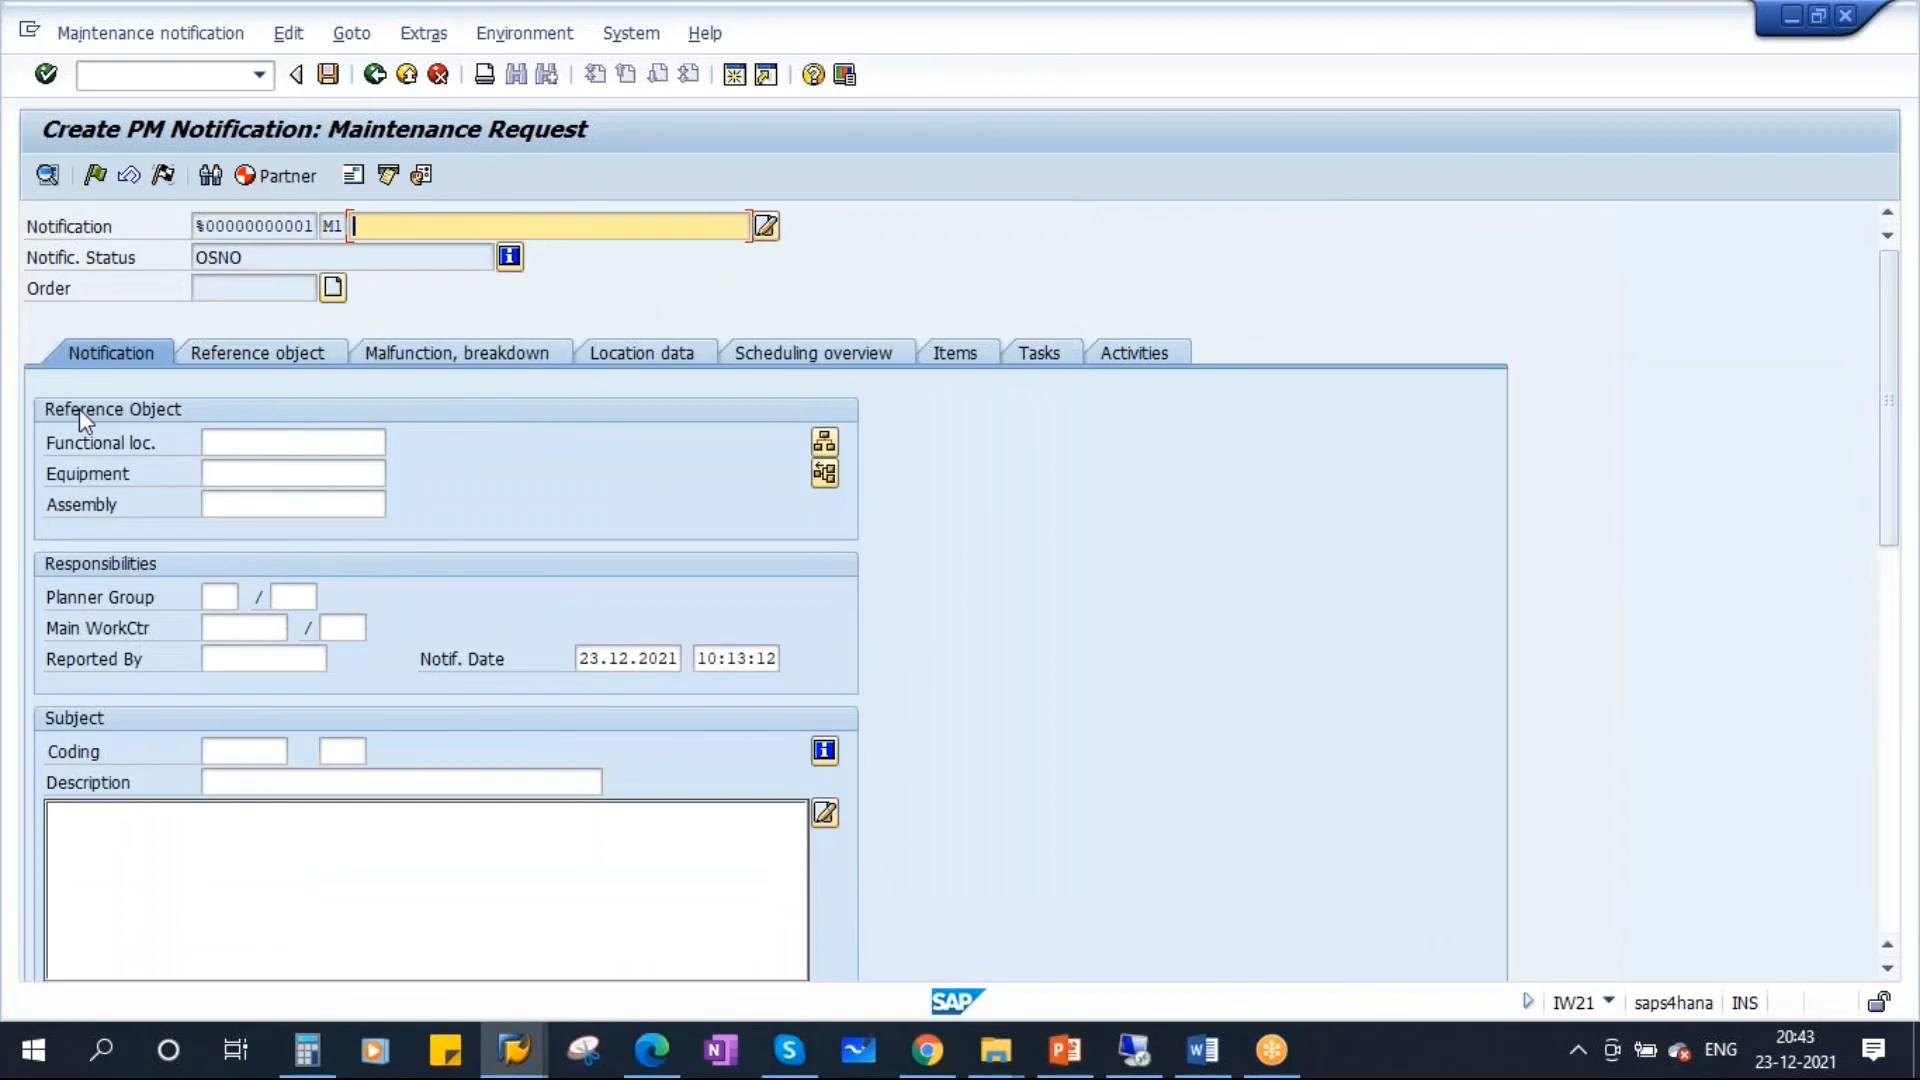 Maintenance notification Edit Goto Extras Environment System Help
Create PM Notification: Maintenance Request
Partner
Notification %00000000001 M1
Notific. Status OSNO
Order
Notification Reference object Malfunction, breakdown Location data Scheduling overview Items Tasks Activities
Reference Object
Functional loc.
Equipment
Assembly
Responsibilities
Planner Group /
Main WorkCtr /
Reported By Notif. Date 23.12.2021 10:13:12
Subject
Coding
Description
SAP IW21 saps4hana INS
ENG 20:43
23-12-2021